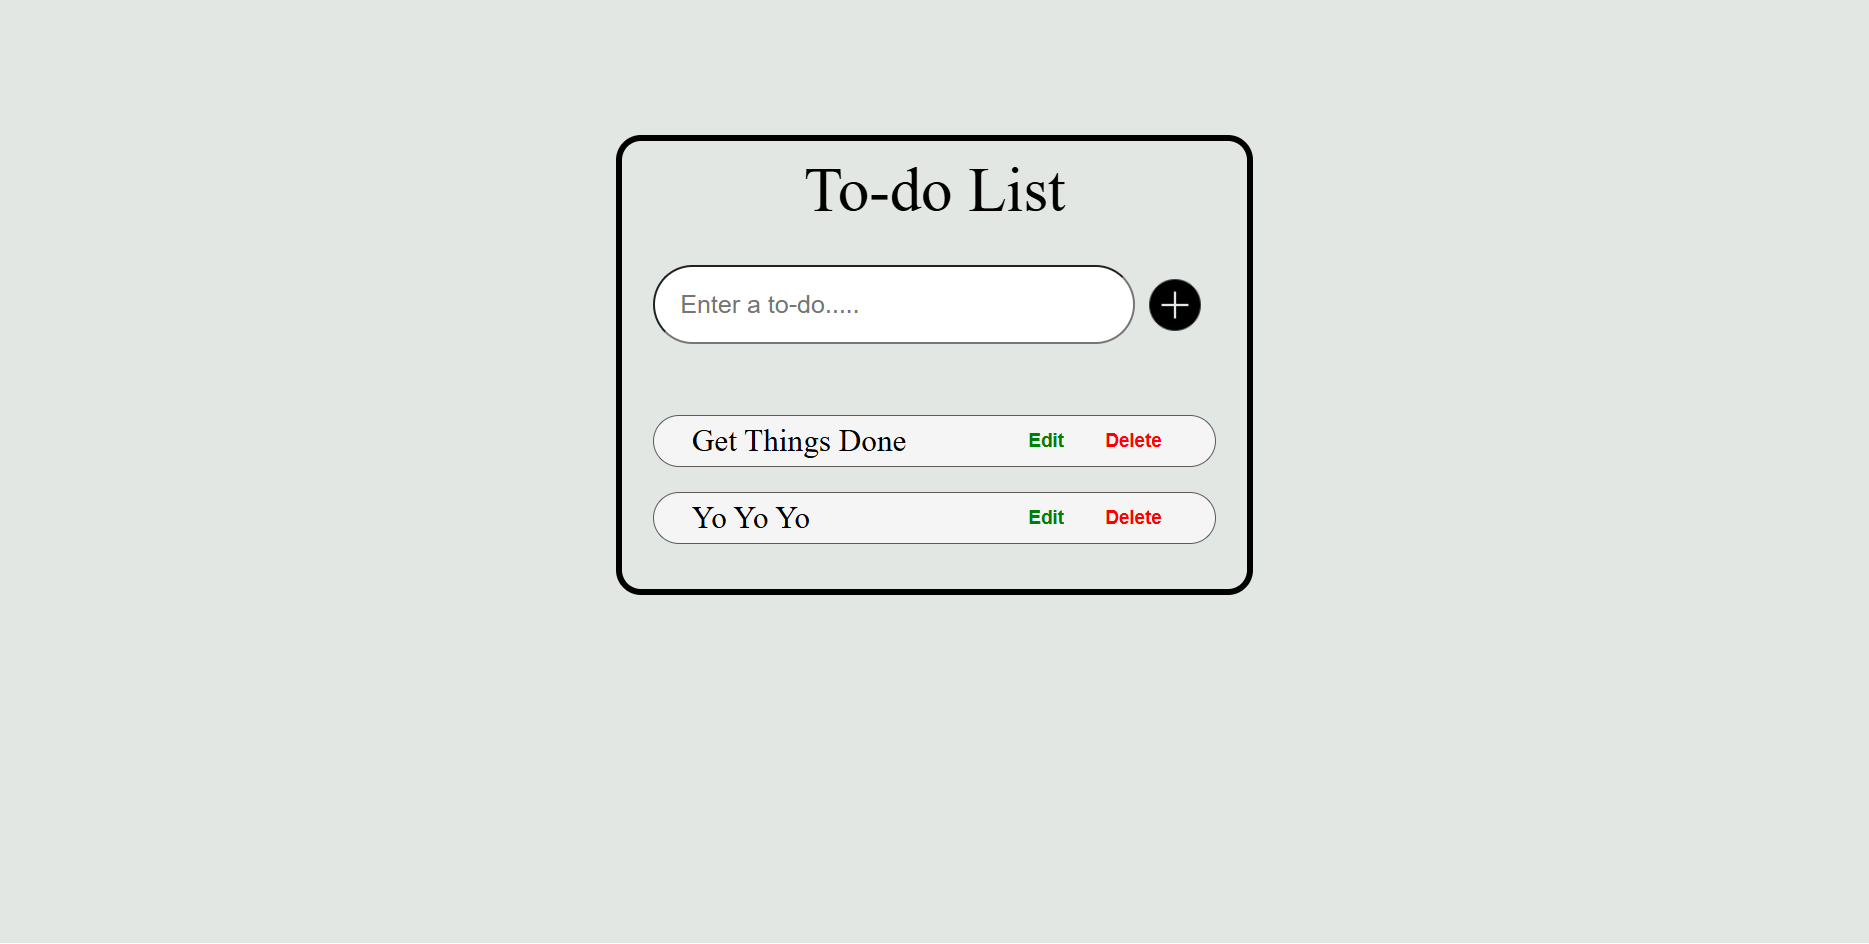 To-do List
Enter a to-do.....
Get Things Done Edit Delete
Yo Yo Yo Edit Delete